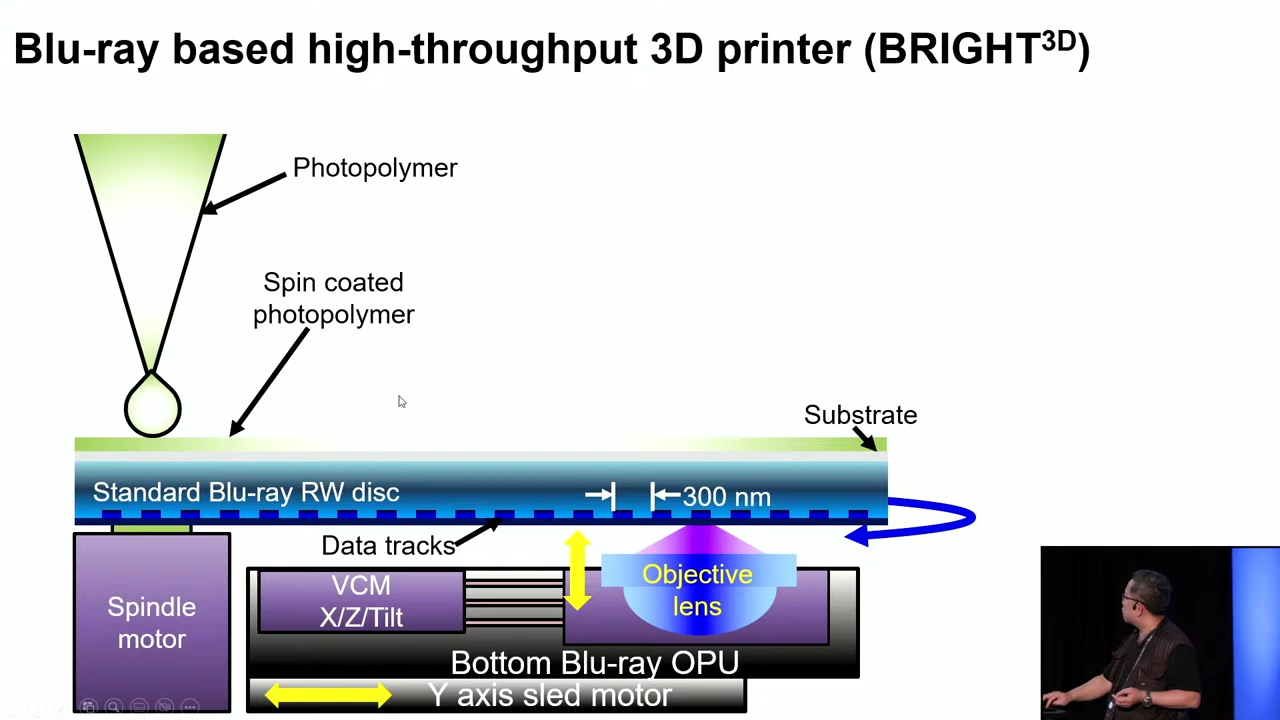 Blu-ray based high-throughput 3D printer (BRIGHT3D)
Photopolymer
Spin coated
photopolymer
Substrate
Standard Blu-ray RW disc
300 nm
Data tracks
VCM
X/Z/Tilt
Objective
lens
Spindle
motor
Bottom Blu-ray OPU
Y axis sled motor